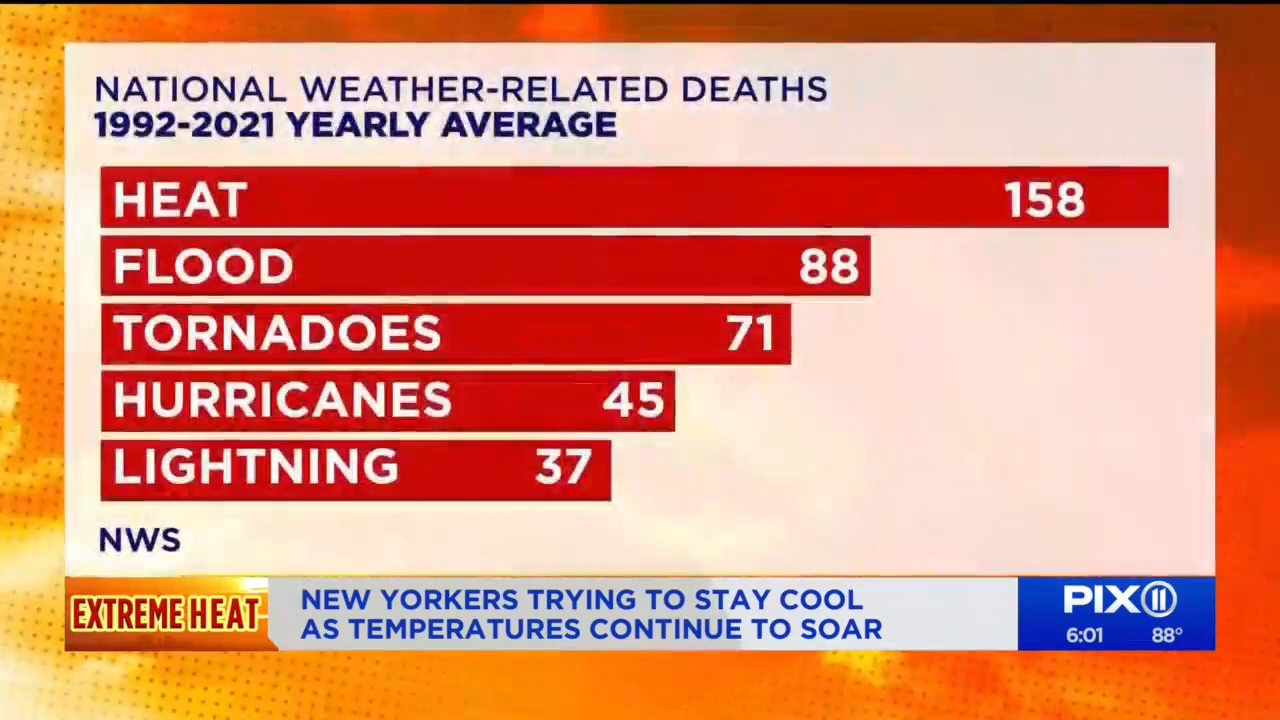 NATIONAL WEATHER-RELATED DEATHS
1992-2021 YEARLY AVERAGE
HEAT 158
FLOOD 88
TORNADOES 71
HURRICANES 45
LIGHTNING 37
NWS
EXTREME HEAT
NEW YORKERS TRYING TO STAY COOL
AS TEMPERATURES CONTINUE TO SOAR
PIX11
6:01 88°